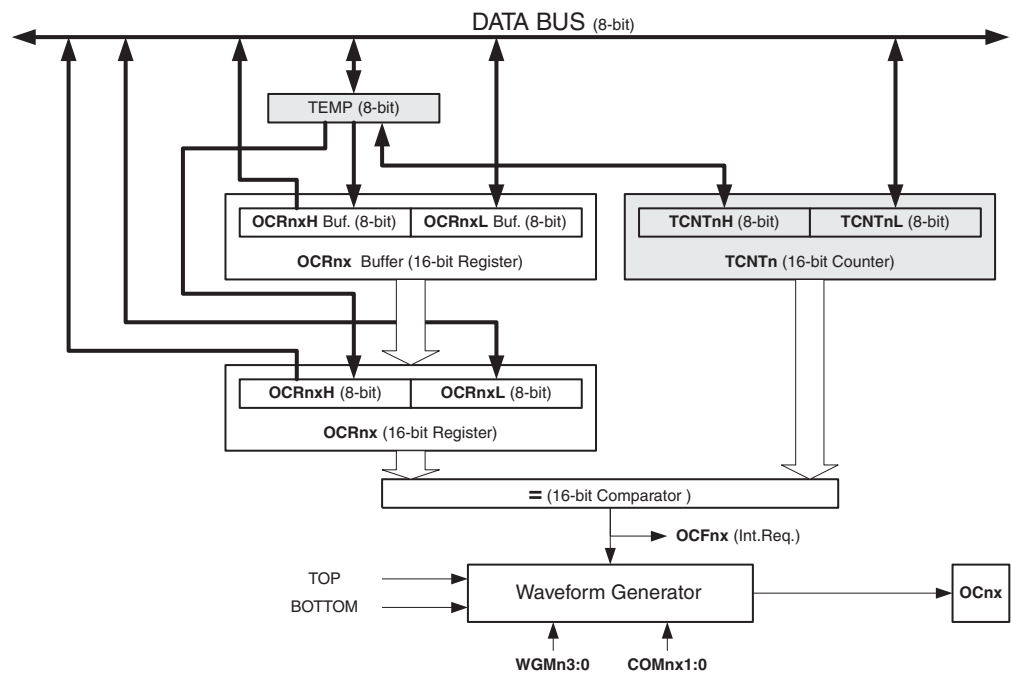 DATA BUS (8-bit)
TEMP (8-bit)
OCRnxH Buf. (8-bit)
OCRnxL Buf. (8-bit)
TCNTnH (8-bit)
TCNTnL (8-bit)
OCRnx Buffer (16-bit Register)
TCNTn (16-bit Counter)
OCRnxH (8-bit)
OCRnxL (8-bit)
OCRnx (16-bit Register)
= (16-bit Comparator )
OCFnx (Int.Req.)
TOP
BOTTOM
Waveform Generator
OCnx
WGMn3:0
COMnx1:0